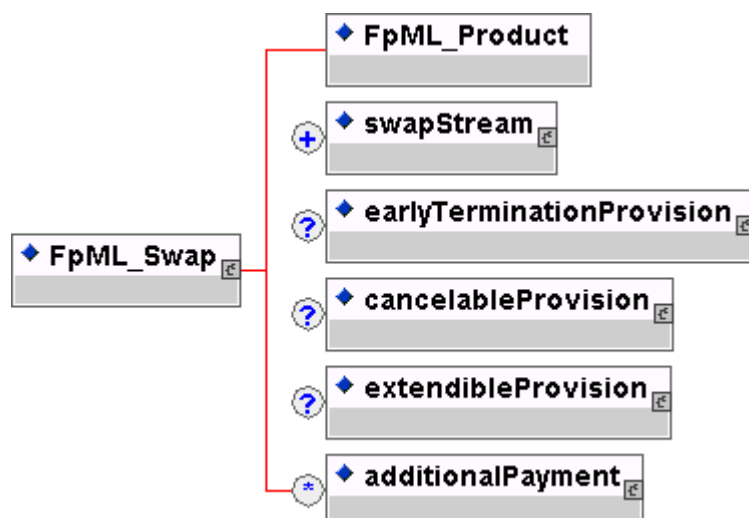 FpML_Product
+ swapStream
? earlyTerminationProvision
FpML_Swap
? cancelableProvision
? extendibleProvision
* additionalPayment